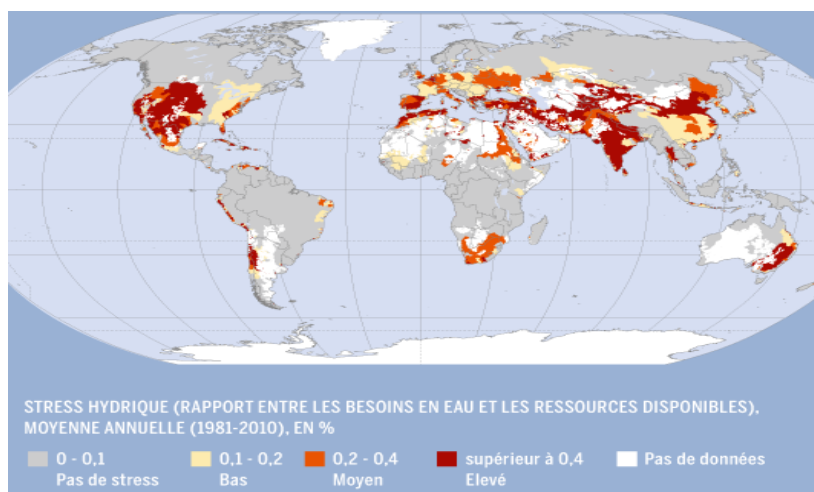 STRESS HYDRIQUE (RAPPORT ENTRE LES BESOINS EN EAU ET LES RESSOURCES DISPONIBLES),
MOYENNE ANNUELLE (1981-2010), EN %
0 - 0,1
Pas de stress
0,1 - 0,2
Bas
0,2 - 0,4
Moyen
supérieur à 0,4
Elevé
Pas de données